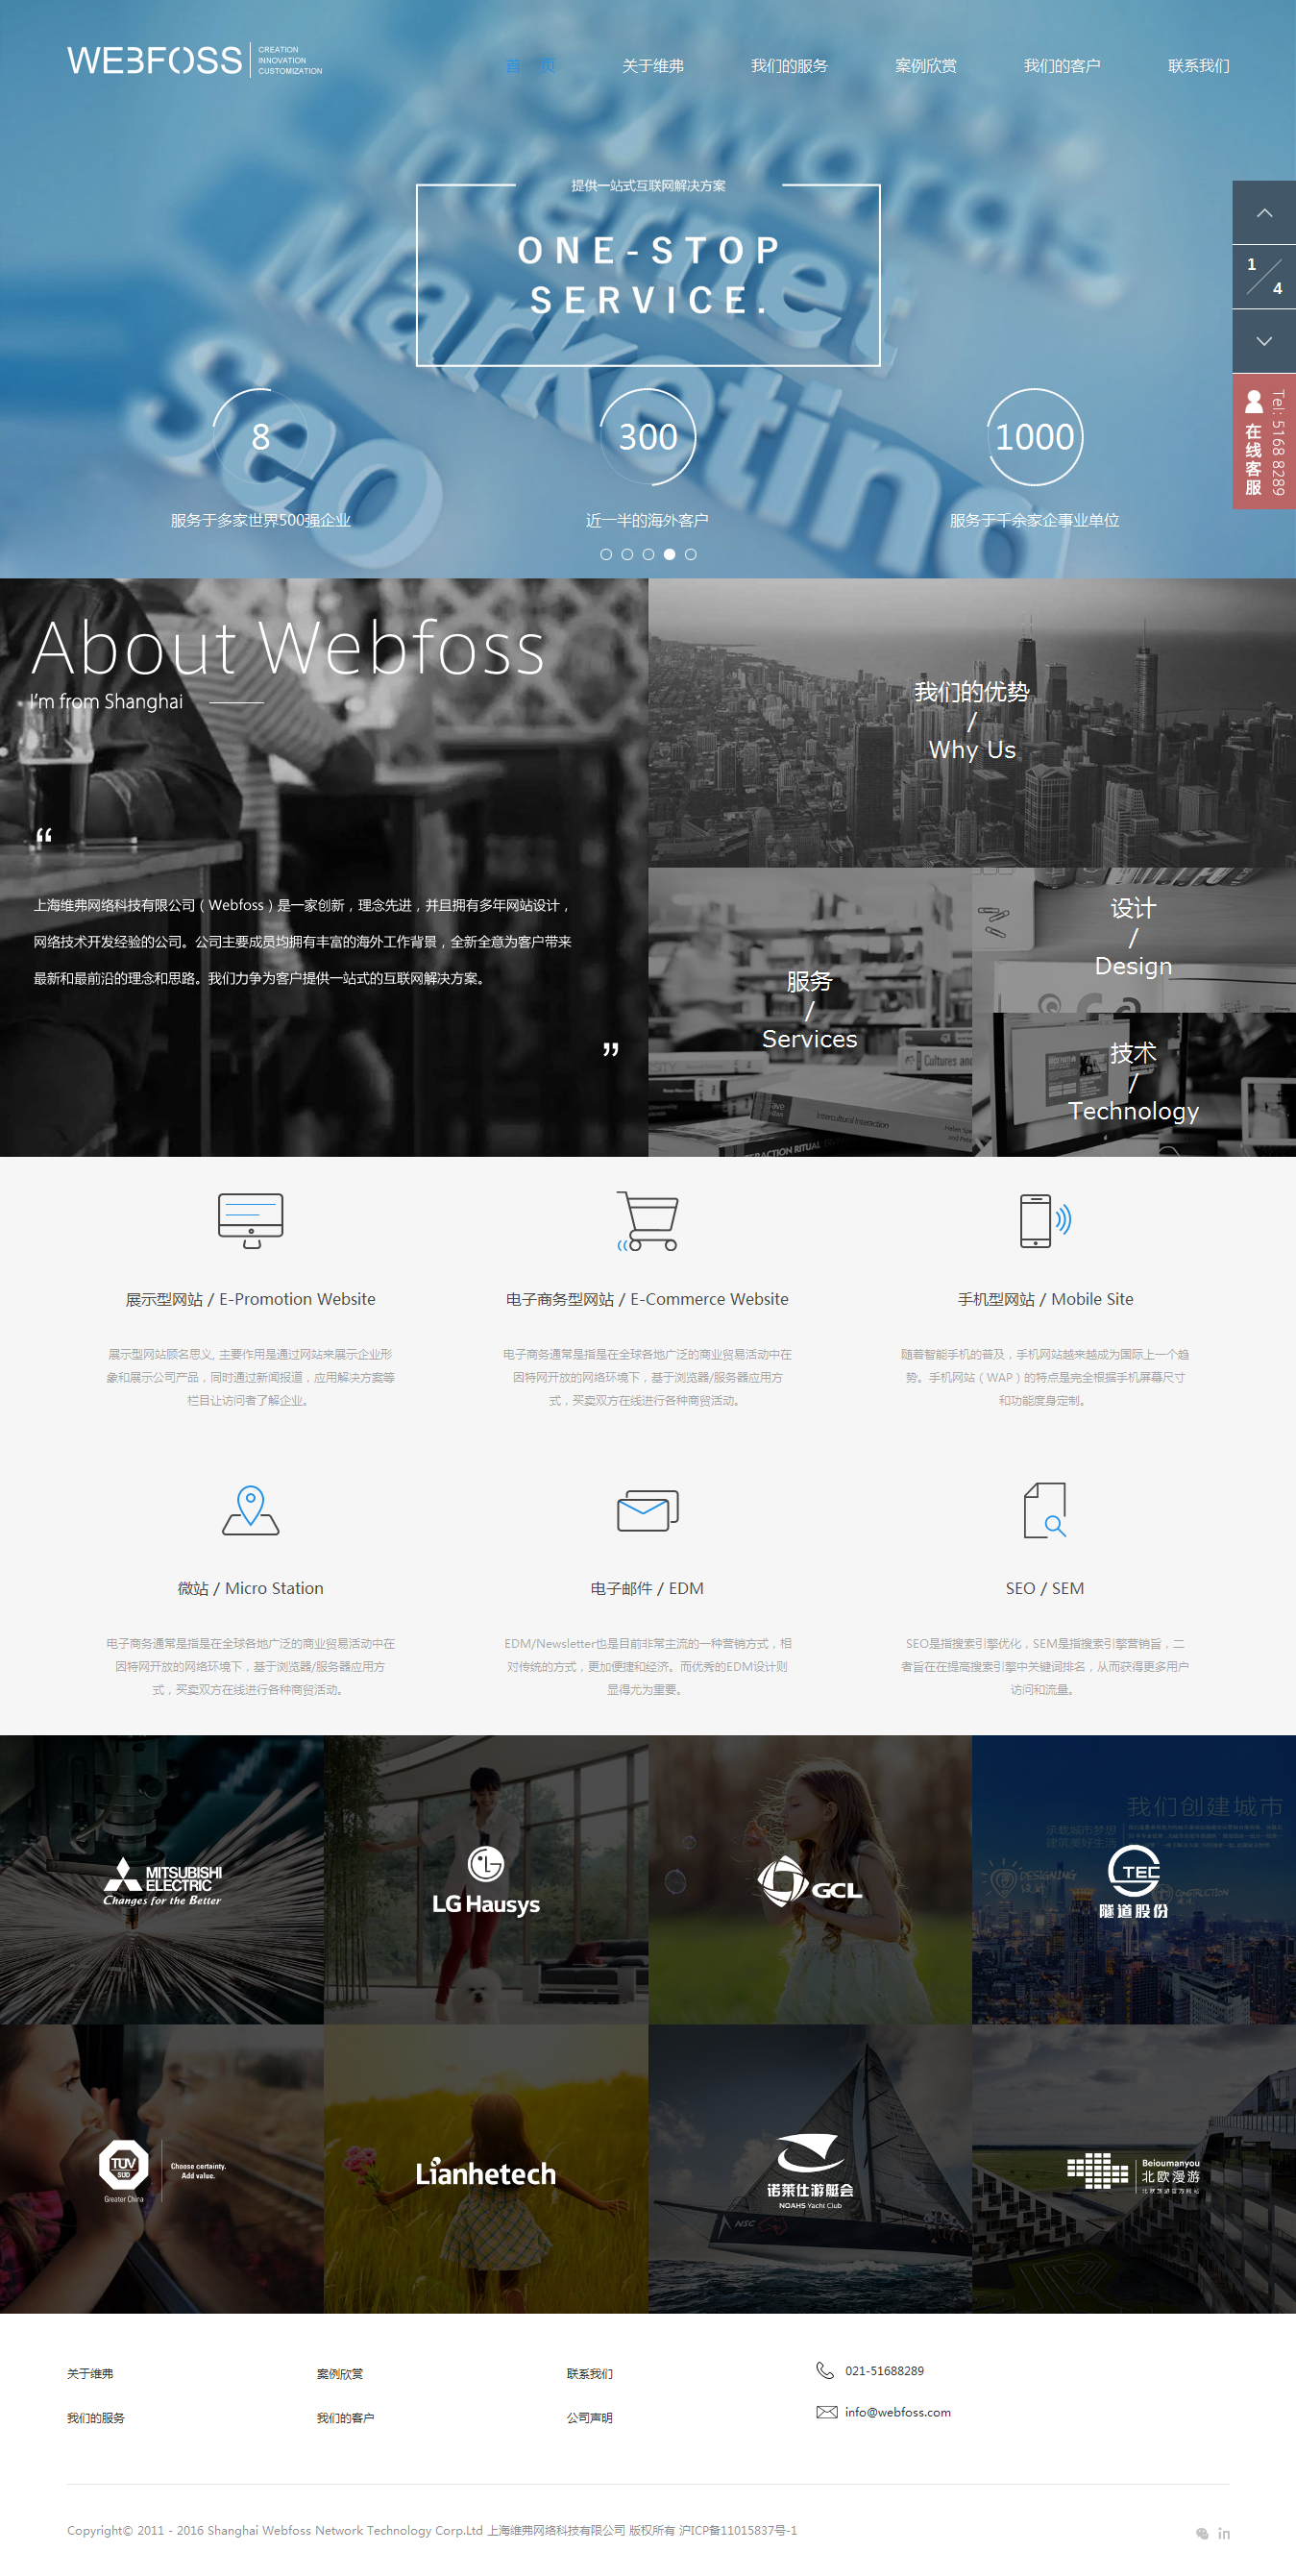 WEBFOSS
CREATION
INNOVATION
CUSTOMIZATION
首 页
关于维弗
我们的服务
案例欣赏
我们的客户
联系我们
Internet
Marketing
Seo
提供一站式互联网解决方案
ONE-STOP
SERVICE.
1
4
Tel: 5168 8289
在线客服
8
300
1000
服务于多家世界500强企业
近一半的海外客户
服务于千余家企事业单位
About Webfoss
I'm from Shanghai
“
上海维弗网络科技有限公司（Webfoss）是一家创新，理念先进，并且拥有多年网站设计，
网络技术开发经验的公司。公司主要成员均拥有丰富的海外工作背景，全新全意为客户带来
最新和最前沿的理念和思路。我们力争为客户提供一站式的互联网解决方案。
”
我们的优势
/
Why Us
服务
/
Services
设计
/
Design
技术
/
Technology
Cultures and
Intercultural Interaction
展示型网站 / E-Promotion Website
展示型网站顾名思义, 主要作用是通过网站来展示企业形
象和展示公司产品，同时通过新闻报道，应用解决方案等
栏目让访问者了解企业。
电子商务型网站 / E-Commerce Website
电子商务通常是指是在全球各地广泛的商业贸易活动中在
因特网开放的网络环境下，基于浏览器/服务器应用方
式，买卖双方在线进行各种商贸活动。
手机型网站 / Mobile Site
随着智能手机的普及，手机网站越来越成为国际上一个趋
势。手机网站（WAP）的特点是完全根据手机屏幕尺寸
和功能度身定制。
微站 / Micro Station
电子商务通常是指是在全球各地广泛的商业贸易活动中在
因特网开放的网络环境下，基于浏览器/服务器应用方
式，买卖双方在线进行各种商贸活动。
电子邮件 / EDM
EDM/Newsletter也是目前非常主流的一种营销方式，相
对传统的方式，更加便捷和经济。而优秀的EDM设计则
显得尤为重要。
SEO / SEM
SEO是指搜索引擎优化，SEM是指搜索引擎营销旨，二
者旨在在提高搜索引擎中关键词排名，从而获得更多用户
访问和流量。
MITSUBISHI
ELECTRIC
Changes for the Better
LG Hausys
GCL
我们创建城市
承载城市梦想
建筑美好生活
DESIGNING
设计
CONSTRUCTION
STEC
隧道股份
TÜV
SÜD
Greater China
Choose certainty.
Add value.
Lianhetech
诺莱仕游艇会
NOAHS Yacht Club
NSC
Beioumanyou
北欧漫游
北欧旅游官方网站
关于维弗
案例欣赏
联系我们
021-51688289
我们的服务
我们的客户
公司声明
info@webfoss.com
Copyright© 2011 - 2016 Shanghai Webfoss Network Technology Corp.Ltd 上海维弗网络科技有限公司 版权所有 沪ICP备11015837号-1